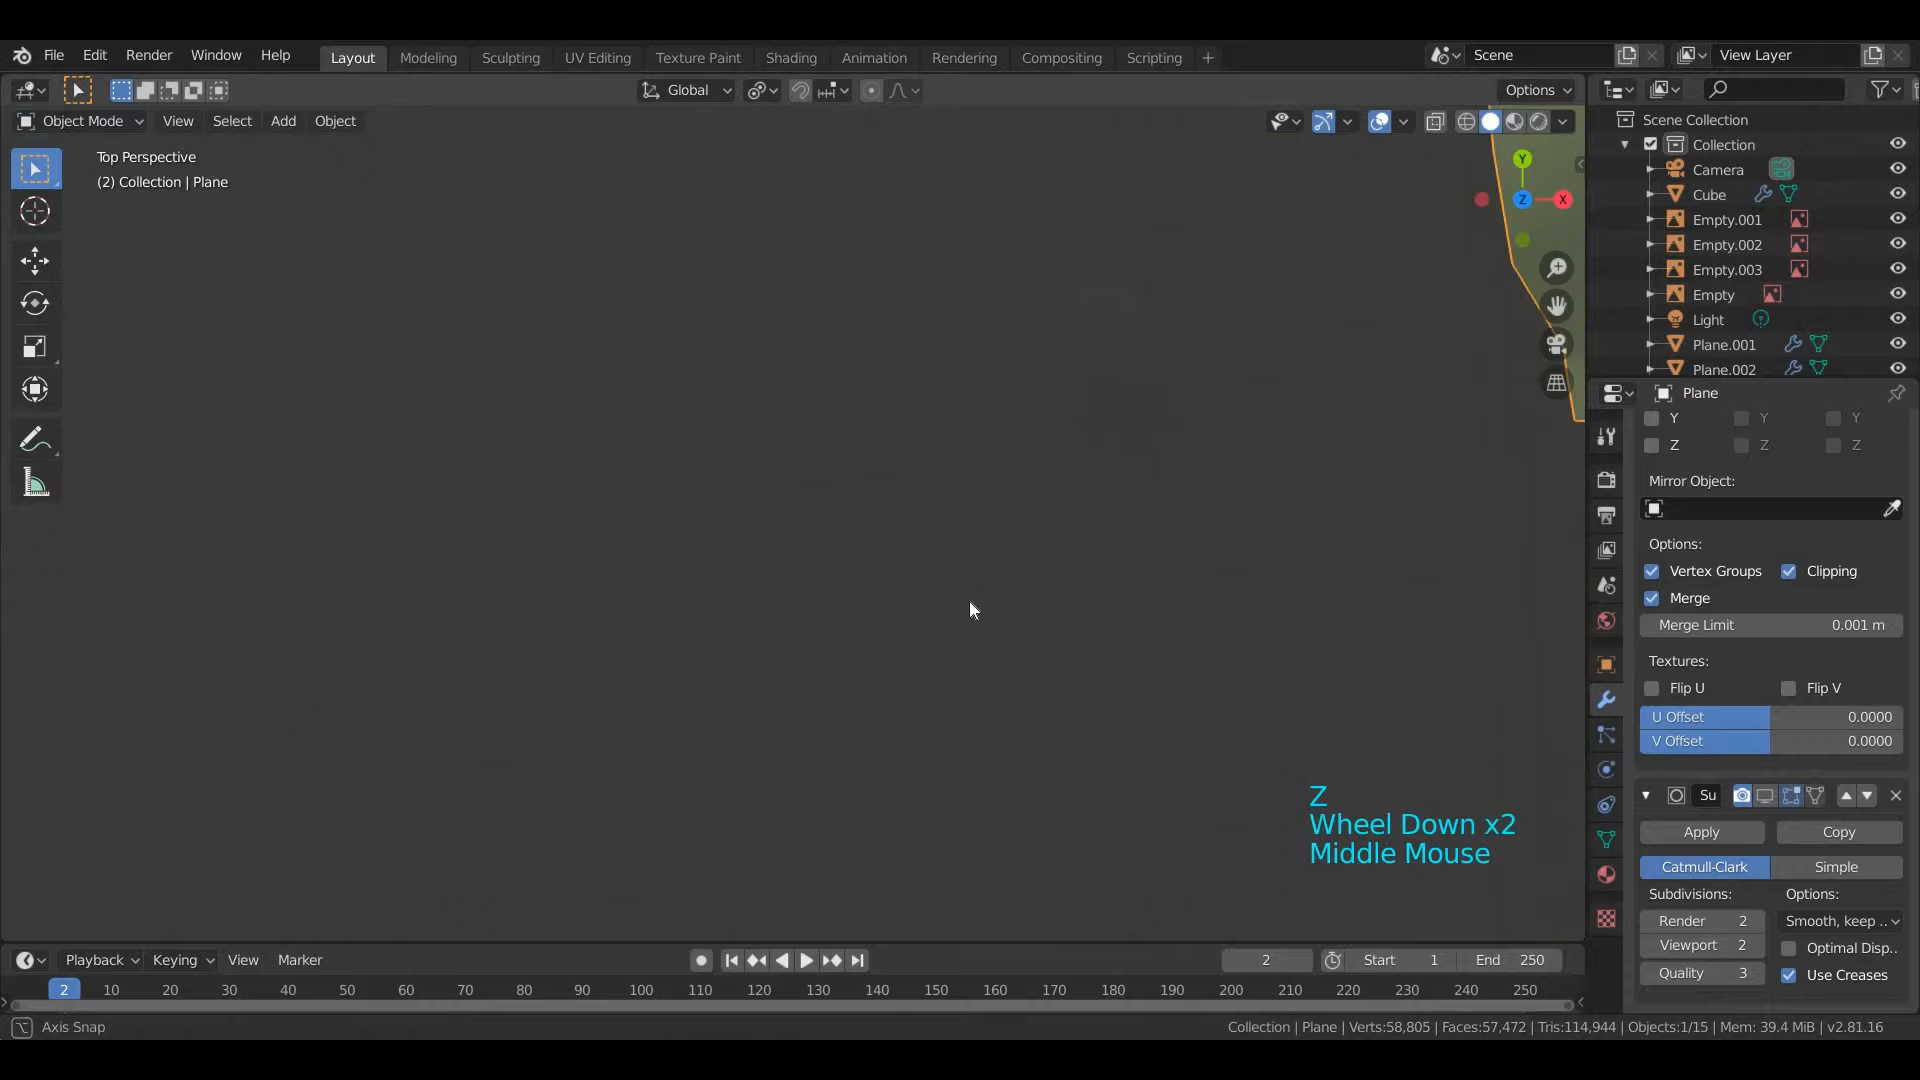 File Edit Render Window Help Layout Modeling Sculpting UV Editing Texture Paint Shading Animation Rendering Compositing Scripting + Scene View Layer
Global Options
Object Mode View Select Add Object
Top Perspective
(2) Collection | Plane
Y
Z X
Scene Collection
Collection
Camera
Cube
Empty.001
Empty.002
Empty.003
Empty
Light
Plane.001
Plane.002
Plane
Y Y Y
Z Z Z
Mirror Object:
Options:
Vertex Groups Clipping
Merge
Merge Limit 0.001 m
Textures:
Flip U Flip V
U Offset 0.0000
V Offset 0.0000
Su
Apply Copy
Catmull-Clark Simple
Subdivisions: Options:
Render 2 Smooth, keep ..
Viewport 2 Optimal Disp..
Quality 3 Use Creases
Z
Wheel Down x2
Middle Mouse
Playback Keying View Marker 2 Start 1 End 250
2 10 20 30 40 50 60 70 80 90 100 110 120 130 140 150 160 170 180 190 200 210 220 230 240 250
Axis Snap Collection | Plane | Verts:58,805 | Faces:57,472 | Tris:114,944 | Objects:1/15 | Mem: 39.4 MiB | v2.81.16